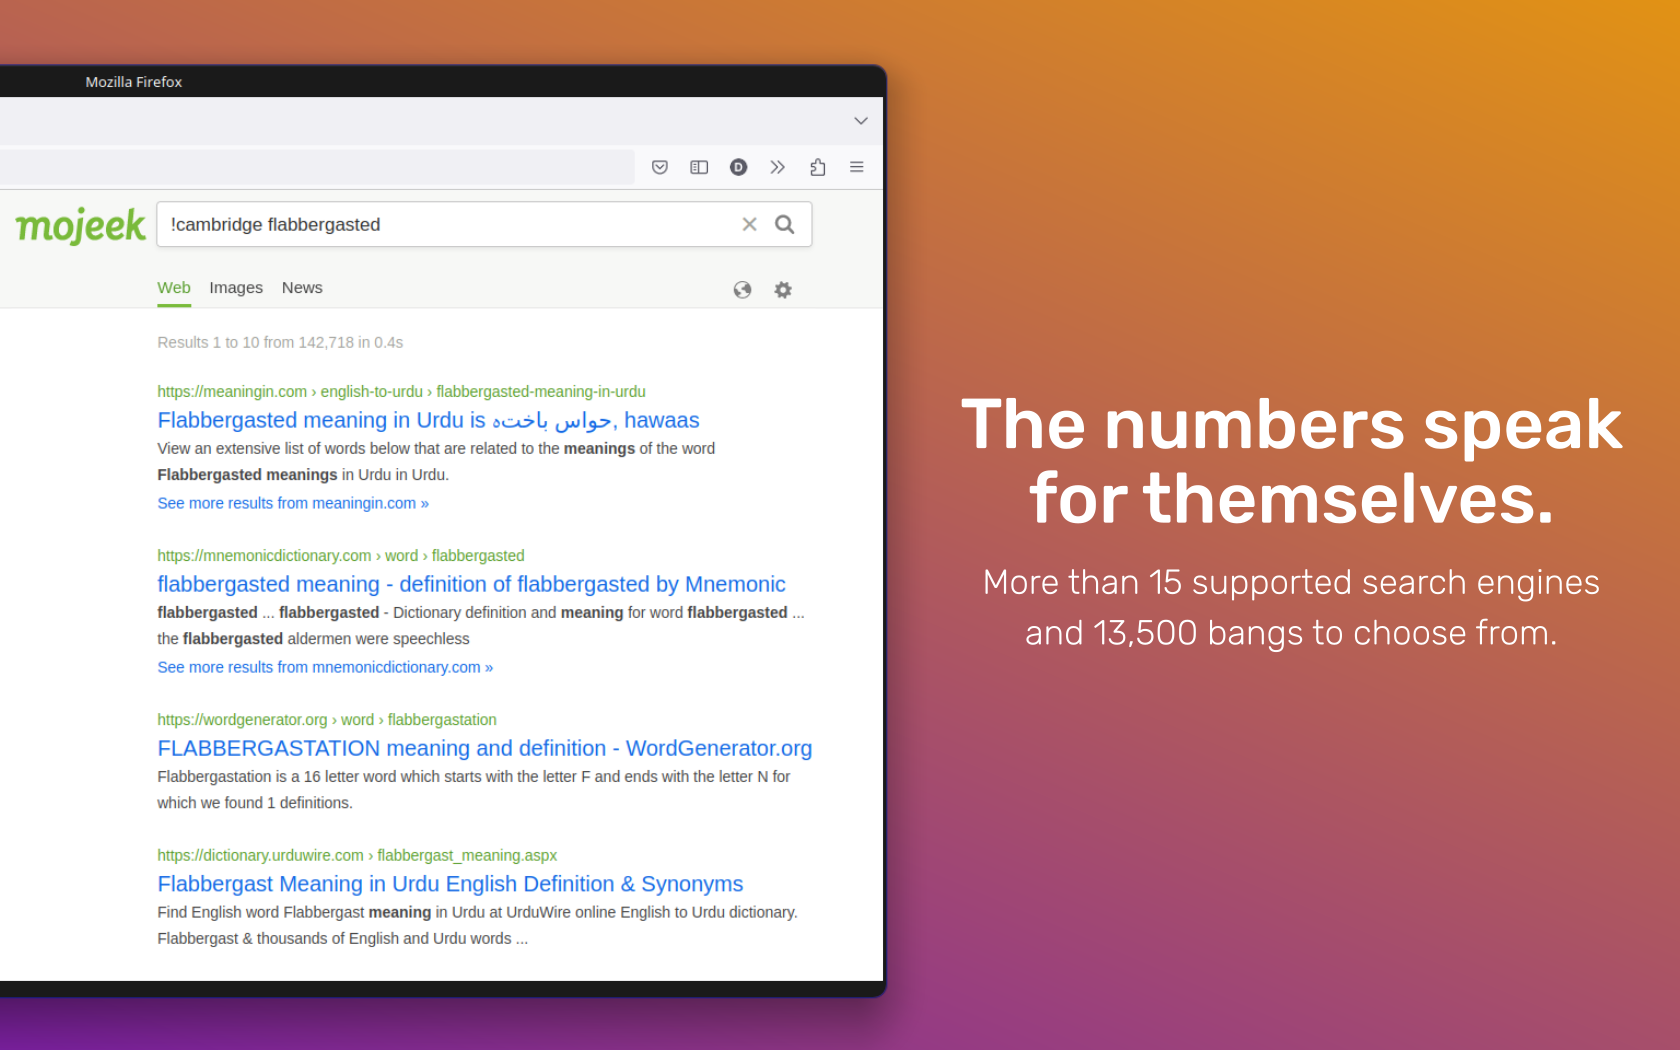 Mozilla Firefox
D
mojeek
!cambridge flabbergasted
Web Images News
Results 1 to 10 from 142,718 in 0.4s
https://meaningin.com › english-to-urdu › flabbergasted-meaning-in-urdu
Flabbergasted meaning in Urdu is حواس باختہ, hawaas
View an extensive list of words below that are related to the meanings of the word
Flabbergasted meanings in Urdu in Urdu.
See more results from meaningin.com »
https://mnemonicdictionary.com › word › flabbergasted
flabbergasted meaning - definition of flabbergasted by Mnemonic
flabbergasted ... flabbergasted - Dictionary definition and meaning for word flabbergasted ...
the flabbergasted aldermen were speechless
See more results from mnemonicdictionary.com »
https://wordgenerator.org › word › flabbergastation
FLABBERGASTATION meaning and definition - WordGenerator.org
Flabbergastation is a 16 letter word which starts with the letter F and ends with the letter N for
which we found 1 definitions.
https://dictionary.urduwire.com › flabbergast_meaning.aspx
Flabbergast Meaning in Urdu English Definition & Synonyms
Find English word Flabbergast meaning in Urdu at UrduWire online English to Urdu dictionary.
Flabbergast & thousands of English and Urdu words ...
The numbers speak
for themselves.
More than 15 supported search engines
and 13,500 bangs to choose from.